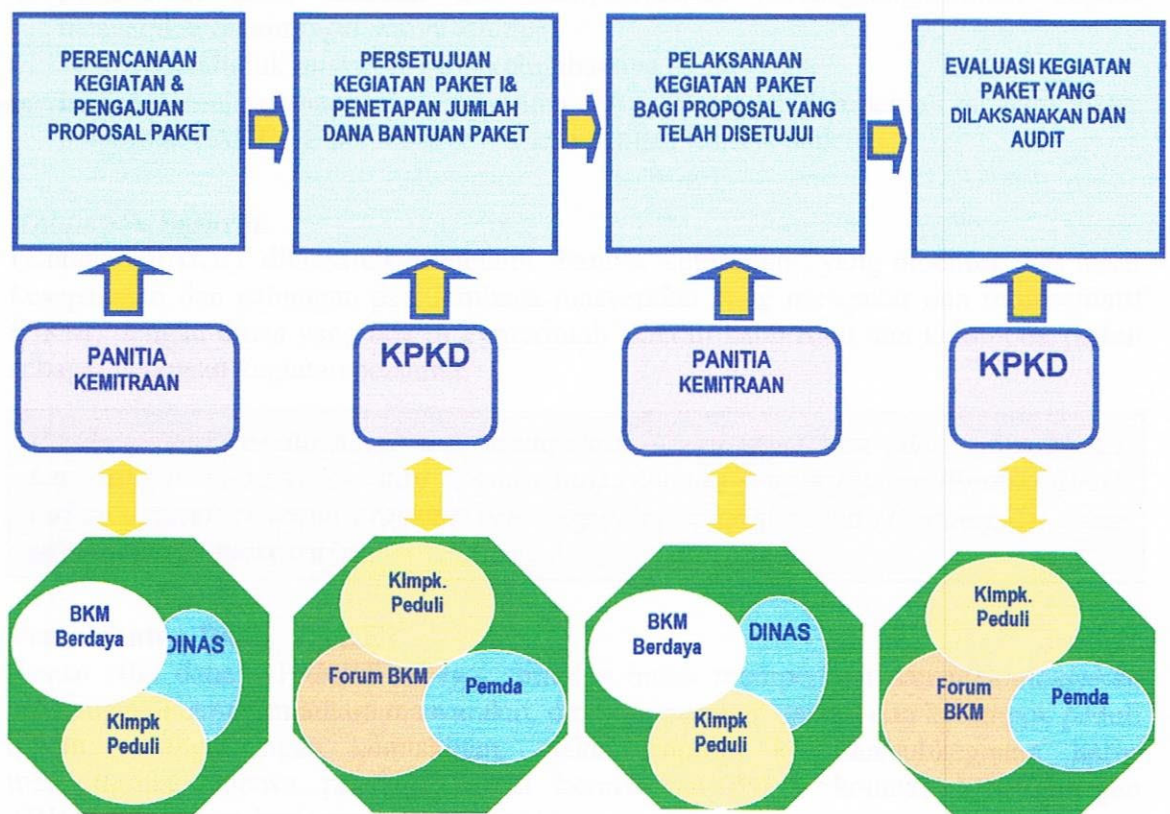 PERENCANAAN
KEGIATAN &
PENGAJUAN
PROPOSAL PAKET
PERSETUJUAN
KEGIATAN PAKET I&
PENETAPAN JUMLAH
DANA BANTUAN PAKET
PELAKSANAAN
KEGIATAN PAKET
BAGI PROPOSAL YANG
TELAH DISETUJUI
EVALUASI KEGIATAN
PAKET YANG
DILAKSANAKAN DAN
AUDIT
PANITIA
KEMITRAAN
KPKD
PANITIA
KEMITRAAN
KPKD
BKM
Berdaya
DINAS
Klmpk
Peduli
Klmpk.
Peduli
Forum BKM
Pemda
BKM
Berdaya
DINAS
Klmpk
Peduli
Klmpk.
Peduli
Forum
BKM
Pemda